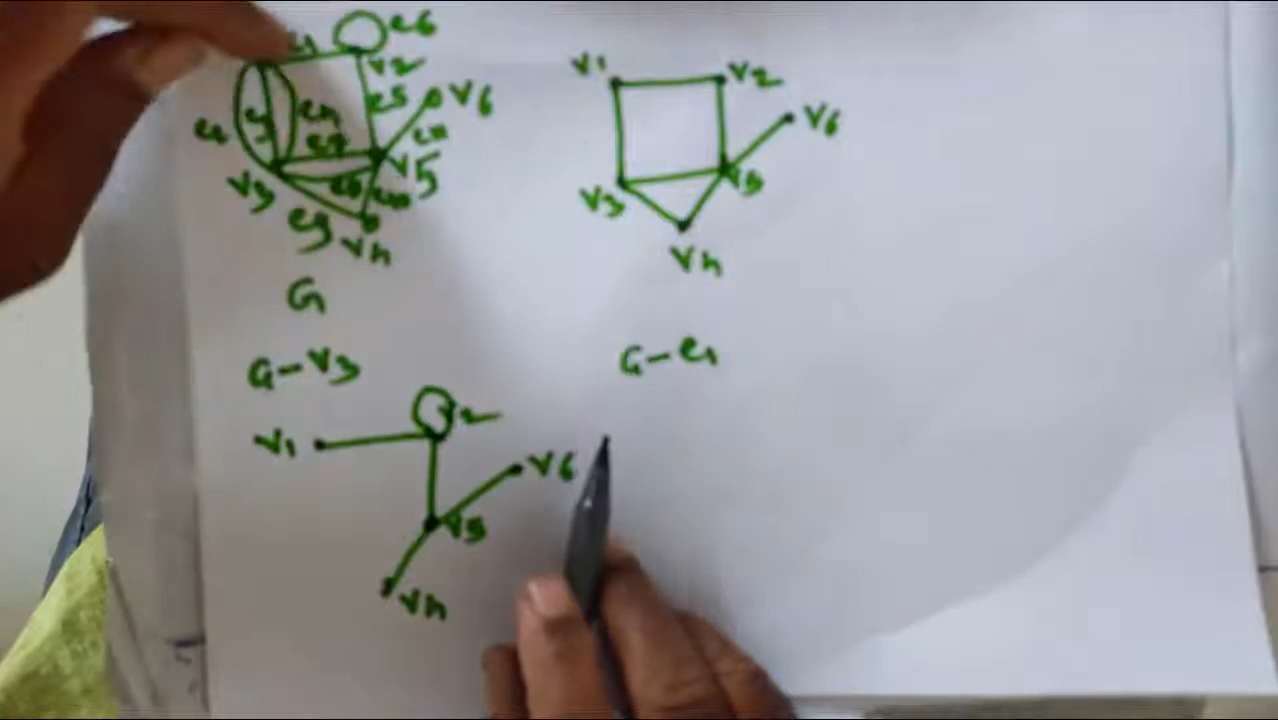 e1 e6
v2
e2 e3 e4 e5 v6
e7 e11
v3 e8 e10 v5
e9
v4
G
v1 v2
v6
v3 v5
v4
G-v3
v1 v2
v6
v5
v4
G-e1